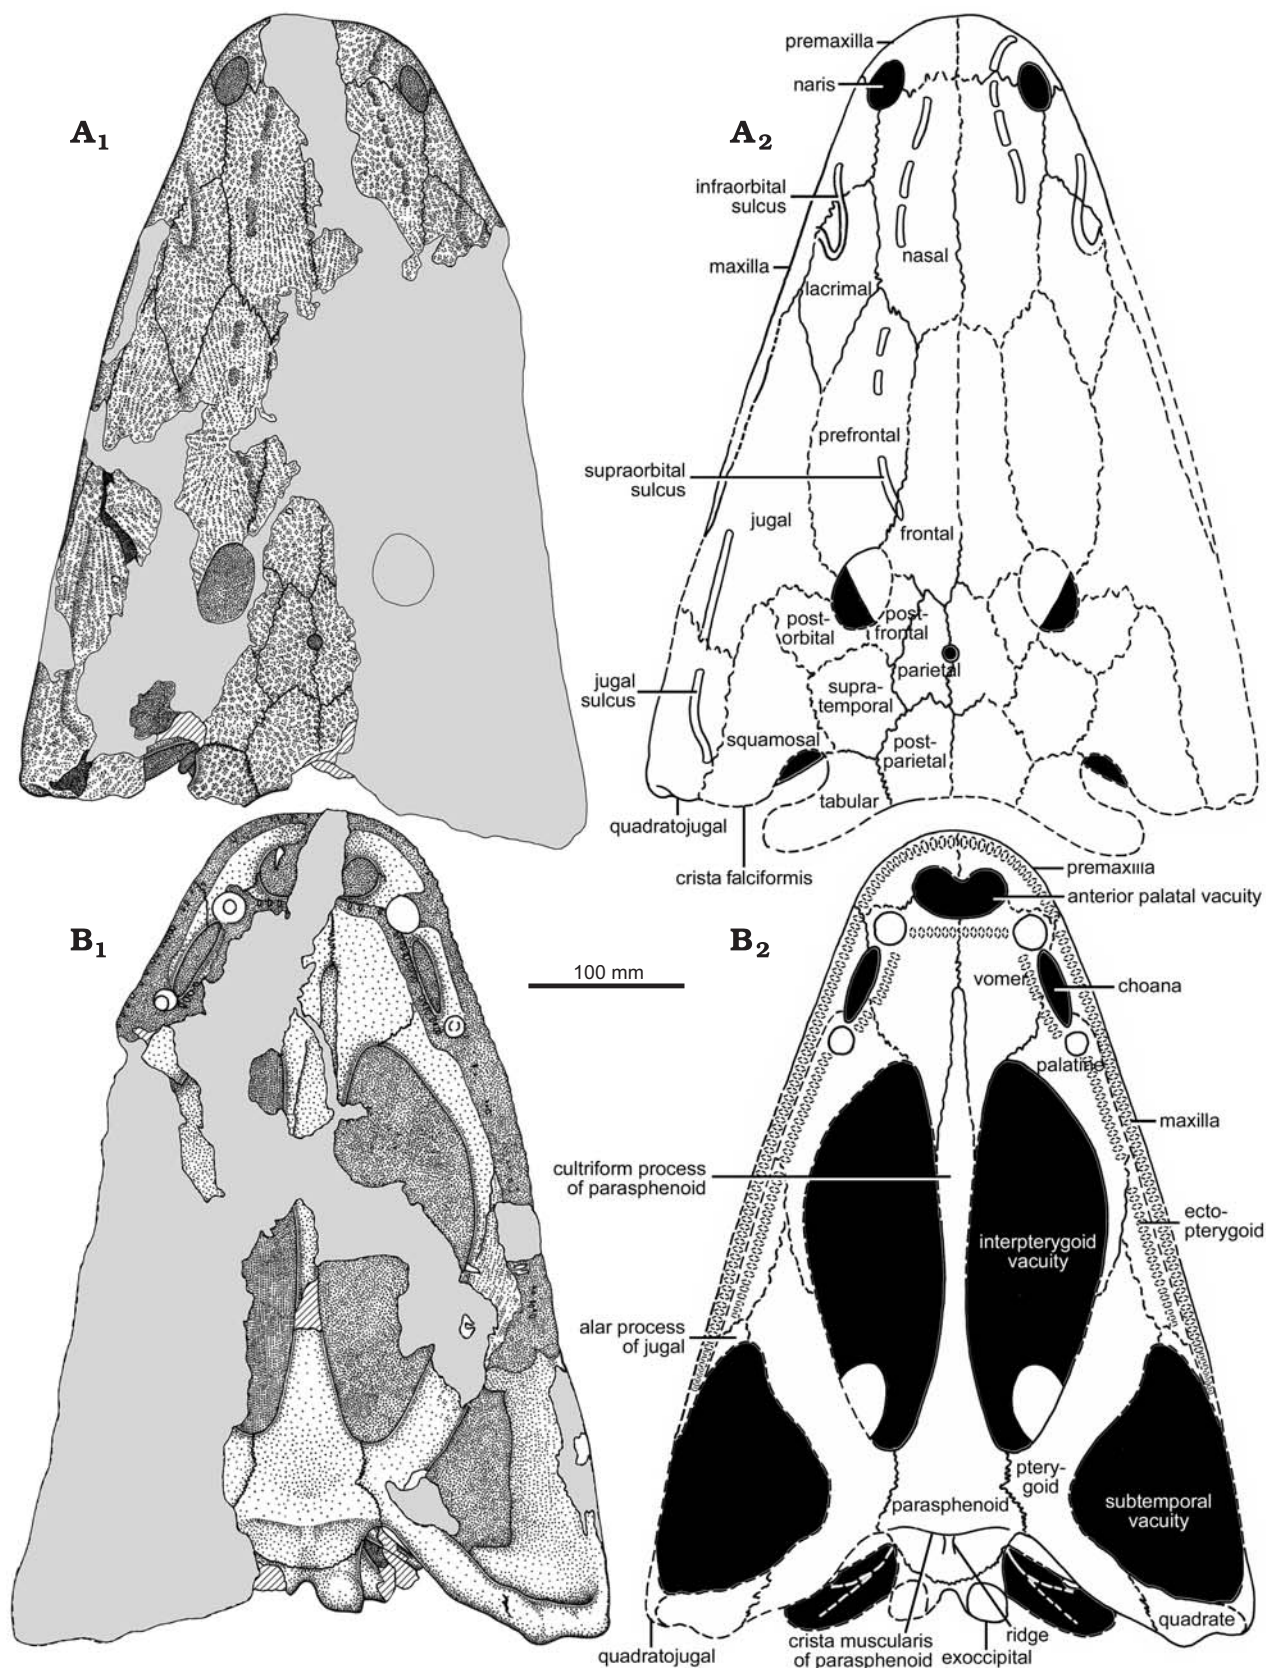 A1
A2
premaxilla
naris
infraorbital
sulcus
maxilla
nasal
lacrimal
prefrontal
supraorbital
sulcus
jugal
frontal
post-
orbital
post-
frontal
parietal
jugal
sulcus
supra-
temporal
squamosal
post-
parietal
tabular
quadratojugal
crista falciformis
B1
100 mm
B2
premaxilla
anterior palatal vacuity
vomer
choana
palatine
maxilla
cultriform process
of parasphenoid
ecto-
pterygoid
interpterygoid
vacuity
alar process
of jugal
ptery-
goid
parasphenoid
subtemporal
vacuity
quadrate
quadratojugal
crista muscularis
of parasphenoid
ridge
exoccipital